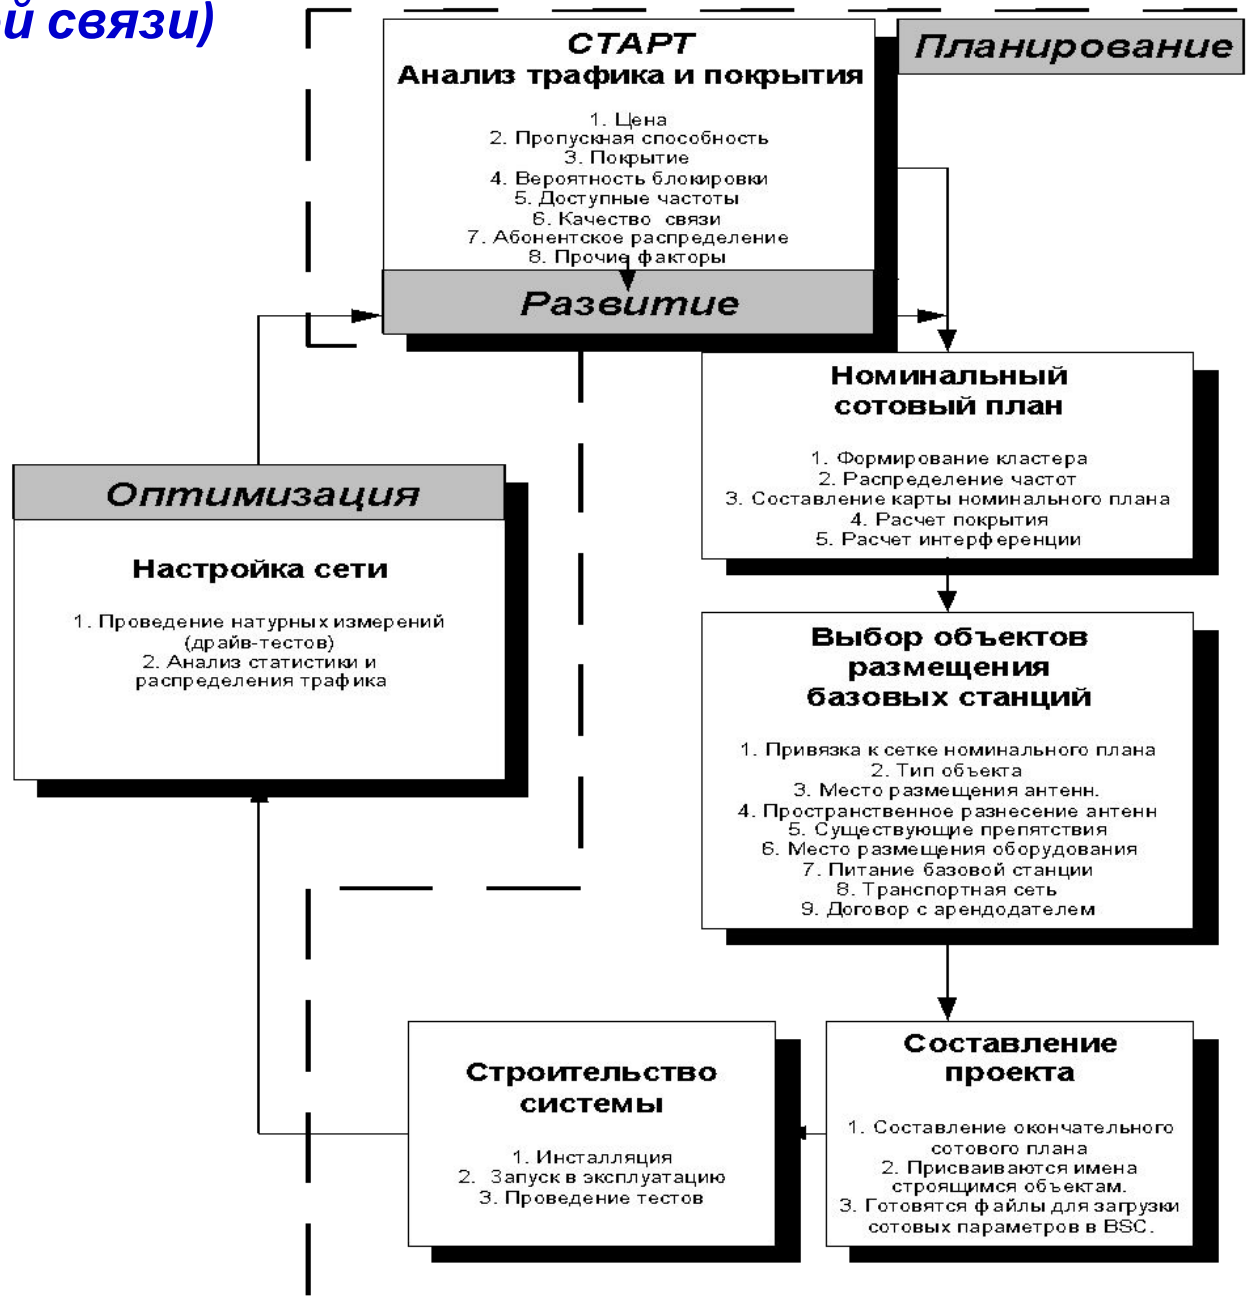 й связи)
Планирование
СТАРТ
Анализ трафика и покрытия
1. Цена
2. Пропускная способность
3. Покрытие
4. Вероятность блокировки
5. Доступные частоты
6. Качество связи
7. Абонентское распределение
8. Прочие факторы
Развитие
Номинальный
сотовый план
1. Формирование кластера
2. Распределение частот
3. Составление карты номинального плана
4. Расчет покрытия
5. Расчет интерференции
Оптимизация
Настройка сети
1. Проведение натурных измерений
(драйв-тестов)
2. Анализ статистики и
распределения трафика
Выбор объектов
размещения
базовых станций
1. Привязка к сетке номинального плана
2. Тип объекта
3. Место размещения антенн.
4. Пространственное разнесение антенн
5. Существующие препятствия
6. Место размещения оборудования
7. Питание базовой станции
8. Транспортная сеть
9. Договор с арендодателем
Составление
проекта
1. Составление окончательного
сотового плана
2. Присваиваются имена
строящимся объектам.
3. Готовятся файлы для загрузки
сотовых параметров в BSC.
Строительство
системы
1. Инсталляция
2. Запуск в эксплуатацию
3. Проведение тестов